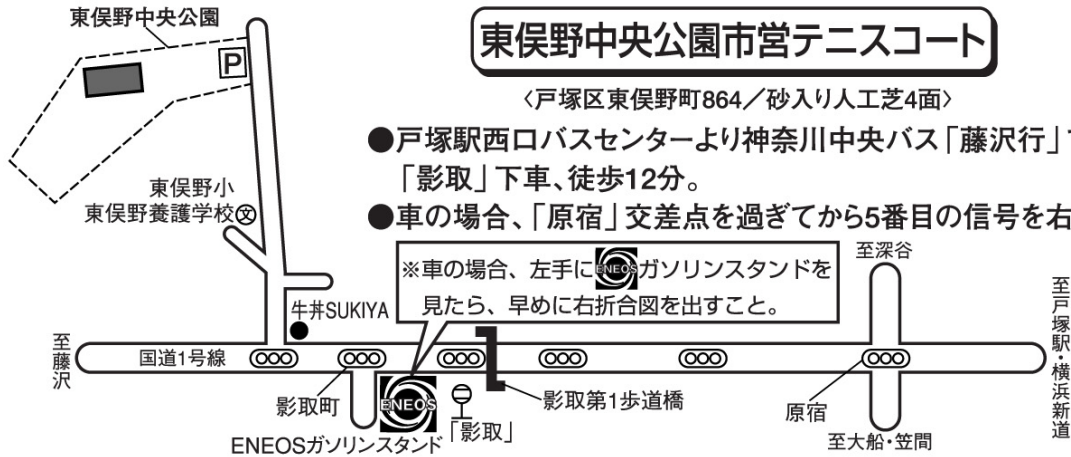 東俣野中央公園
東俣野中央公園市営テニスコート
P
〈戸塚区東俣野町864／砂入り人工芝4面〉
●戸塚駅西口バスセンターより神奈川中央バス「藤沢行」
「影取」下車、徒歩12分。
●車の場合、「原宿」交差点を過ぎてから5番目の信号を右
東俣野小
東俣野養護学校文
※車の場合、左手にENEOSガソリンスタンドを
見たら、早めに右折合図を出すこと。
至深谷
至戸塚駅・横浜新道
牛丼SUKIYA
至藤沢
国道1号線
影取町
ENEOS
「影取」
影取第1歩道橋
原宿
ENEOSガソリンスタンド
至大船・笠間